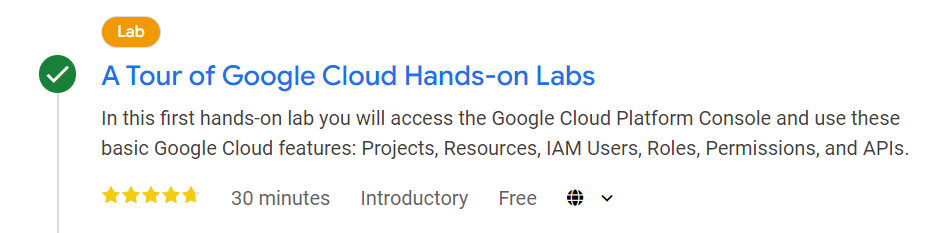 Lab
A Tour of Google Cloud Hands-on Labs
In this first hands-on lab you will access the Google Cloud Platform Console and use these
basic Google Cloud features: Projects, Resources, IAM Users, Roles, Permissions, and APIs.
30 minutes Introductory Free